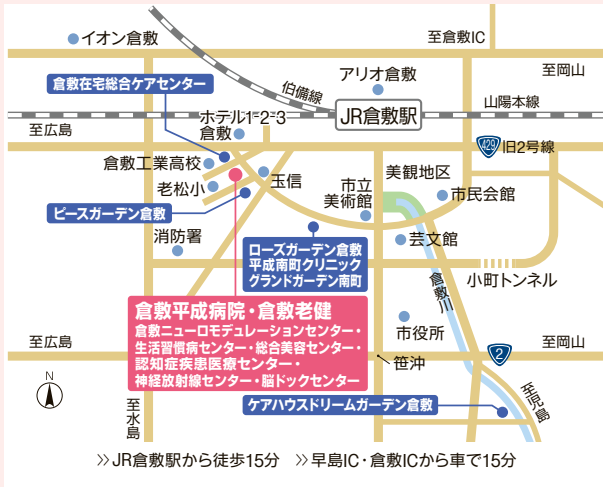 イオン倉敷
至倉敷IC
至岡山
倉敷在宅総合ケアセンター
伯備線
アリオ倉敷
山陽本線
ホテル1-2-3
倉敷
JR倉敷駅
至広島
429
旧2号線
倉敷工業高校
老松小
玉信
美観地区
市立
美術館
市民会館
ピースガーデン倉敷
消防署
ローズガーデン倉敷
平成南町クリニック
グランドガーデン南町
芸文館
倉敷川
小町トンネル
倉敷平成病院・倉敷老健
倉敷ニューロモデュレーションセンター・
生活習慣病センター・総合美容センター・
認知症疾患医療センター・
神経放射線センター・脳ドックセンター
市役所
至広島
2
至岡山
笹沖
N
至水島
ケアハウスドリームガーデン倉敷
至児島
≫JR倉敷駅から徒歩15分 ≫早島IC・倉敷ICから車で15分